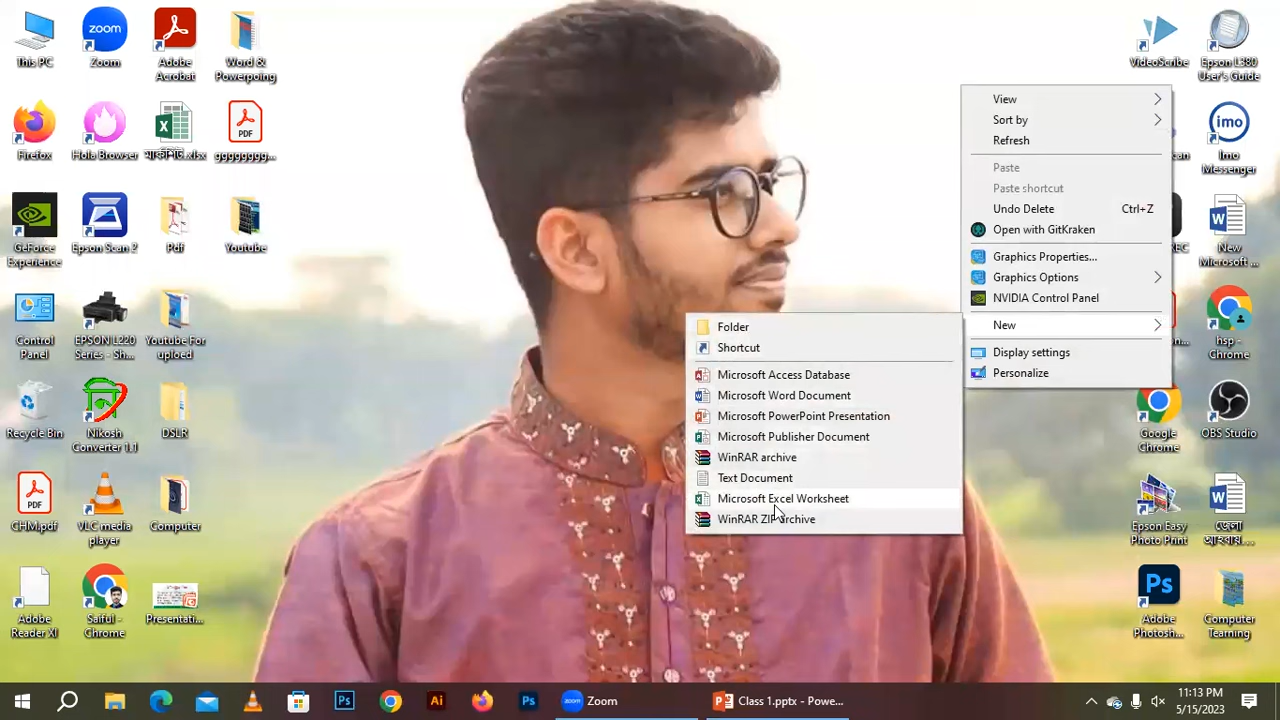 This PC
Zoom
Adobe
Acrobat
Word &
Powerpoing
Firefox
Hola Browser
gggggggg...
GeForce
Experience
Epson Scan 2
Pdf
Youtube
Control
Panel
EPSON L220
Series - Sh...
Youtube For
uploed
Recycle Bin
Nikosh
Converter 1.1
DSLR
CHM.pdf
VLC media
player
Computer
Adobe
Reader XI
Saiful -
Chrome
Presentati...
View
Sort by
Refresh
Paste
Paste shortcut
Undo Delete Ctrl+Z
Open with GitKraken
Graphics Properties...
Graphics Options
NVIDIA Control Panel
New
Display settings
Personalize
Folder
Shortcut
Microsoft Access Database
Microsoft Word Document
Microsoft PowerPoint Presentation
Microsoft Publisher Document
WinRAR archive
Text Document
Microsoft Excel Worksheet
WinRAR ZIP archive
VideoScribe
Epson L380
User's Guide
Imo
Messenger
New
Microsoft ...
hsp -
Chrome
Google
Chrome
OBS Studio
Epson Easy
Photo Print
জেলা
আহবায়...
Adobe
Photosh...
Computer
Tearning
Zoom
Class 1.pptx - Powe...
11:13 PM
5/15/2023